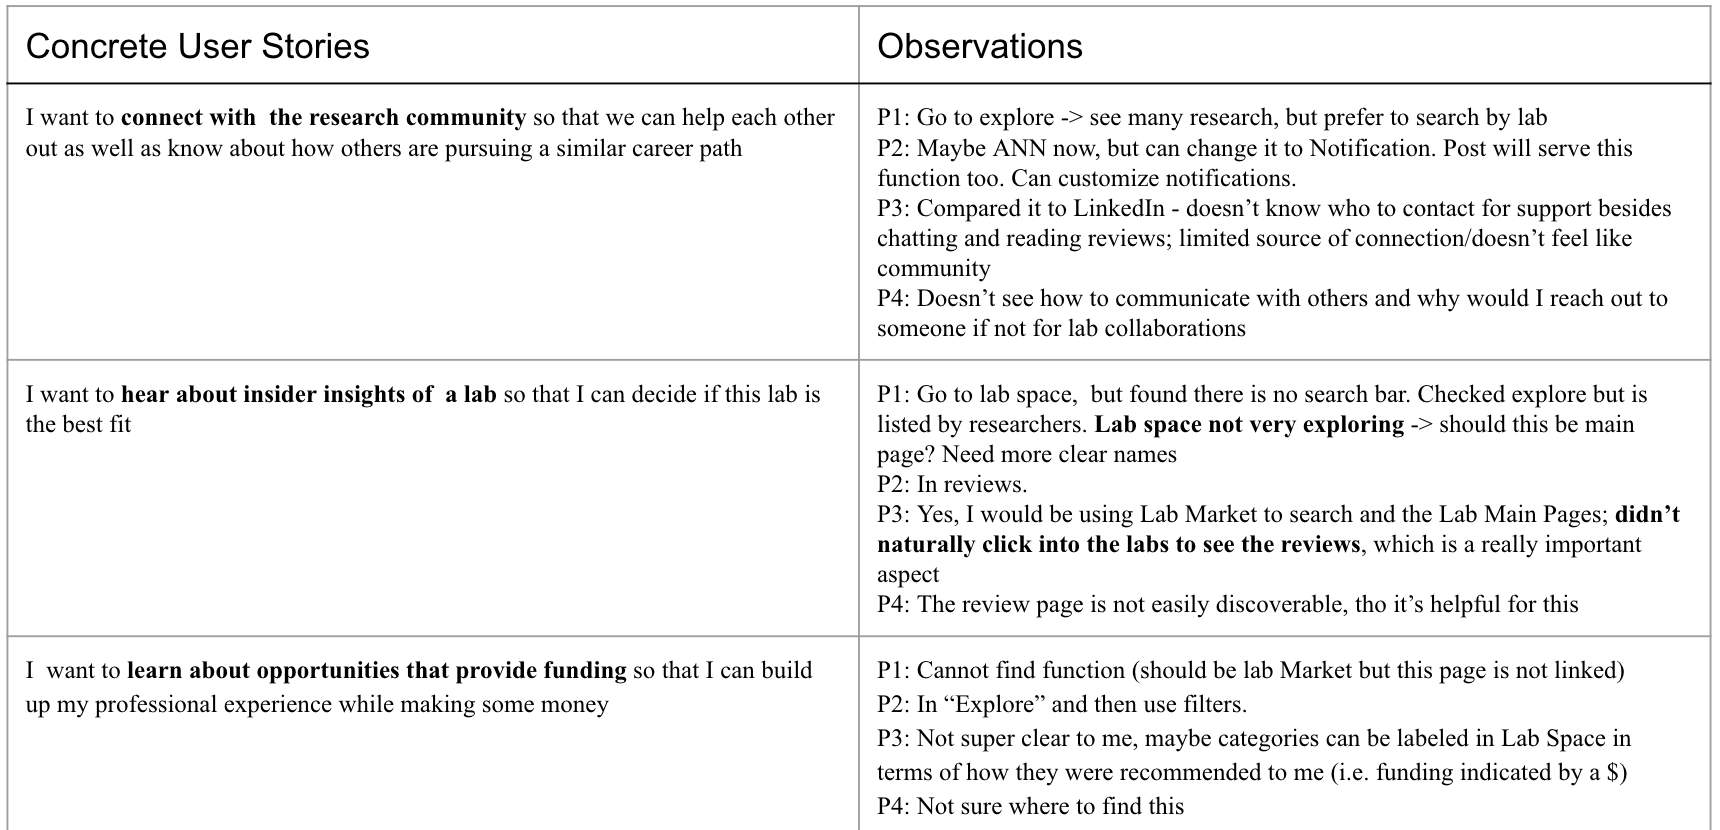 Concrete User Stories
Observations
I want to connect with  the research community so that we can help each other
out as well as know about how others are pursuing a similar career path
P1: Go to explore -> see many research, but prefer to search by lab
P2: Maybe ANN now, but can change it to Notification. Post will serve this
function too. Can customize notifications.
P3: Compared it to LinkedIn - doesn’t know who to contact for support besides
chatting and reading reviews; limited source of connection/doesn’t feel like
community
P4: Doesn’t see how to communicate with others and why would I reach out to
someone if not for lab collaborations
I want to hear about insider insights of  a lab so that I can decide if this lab is
the best fit
P1: Go to lab space,  but found there is no search bar. Checked explore but is
listed by researchers. Lab space not very exploring -> should this be main
page? Need more clear names
P2: In reviews.
P3: Yes, I would be using Lab Market to search and the Lab Main Pages; didn’t
naturally click into the labs to see the reviews, which is a really important
aspect
P4: The review page is not easily discoverable, tho it’s helpful for this
I  want to learn about opportunities that provide funding so that I can build
up my professional experience while making some money
P1: Cannot find function (should be lab Market but this page is not linked)
P2: In “Explore” and then use filters.
P3: Not super clear to me, maybe categories can be labeled in Lab Space in
terms of how they were recommended to me (i.e. funding indicated by a $)
P4: Not sure where to find this